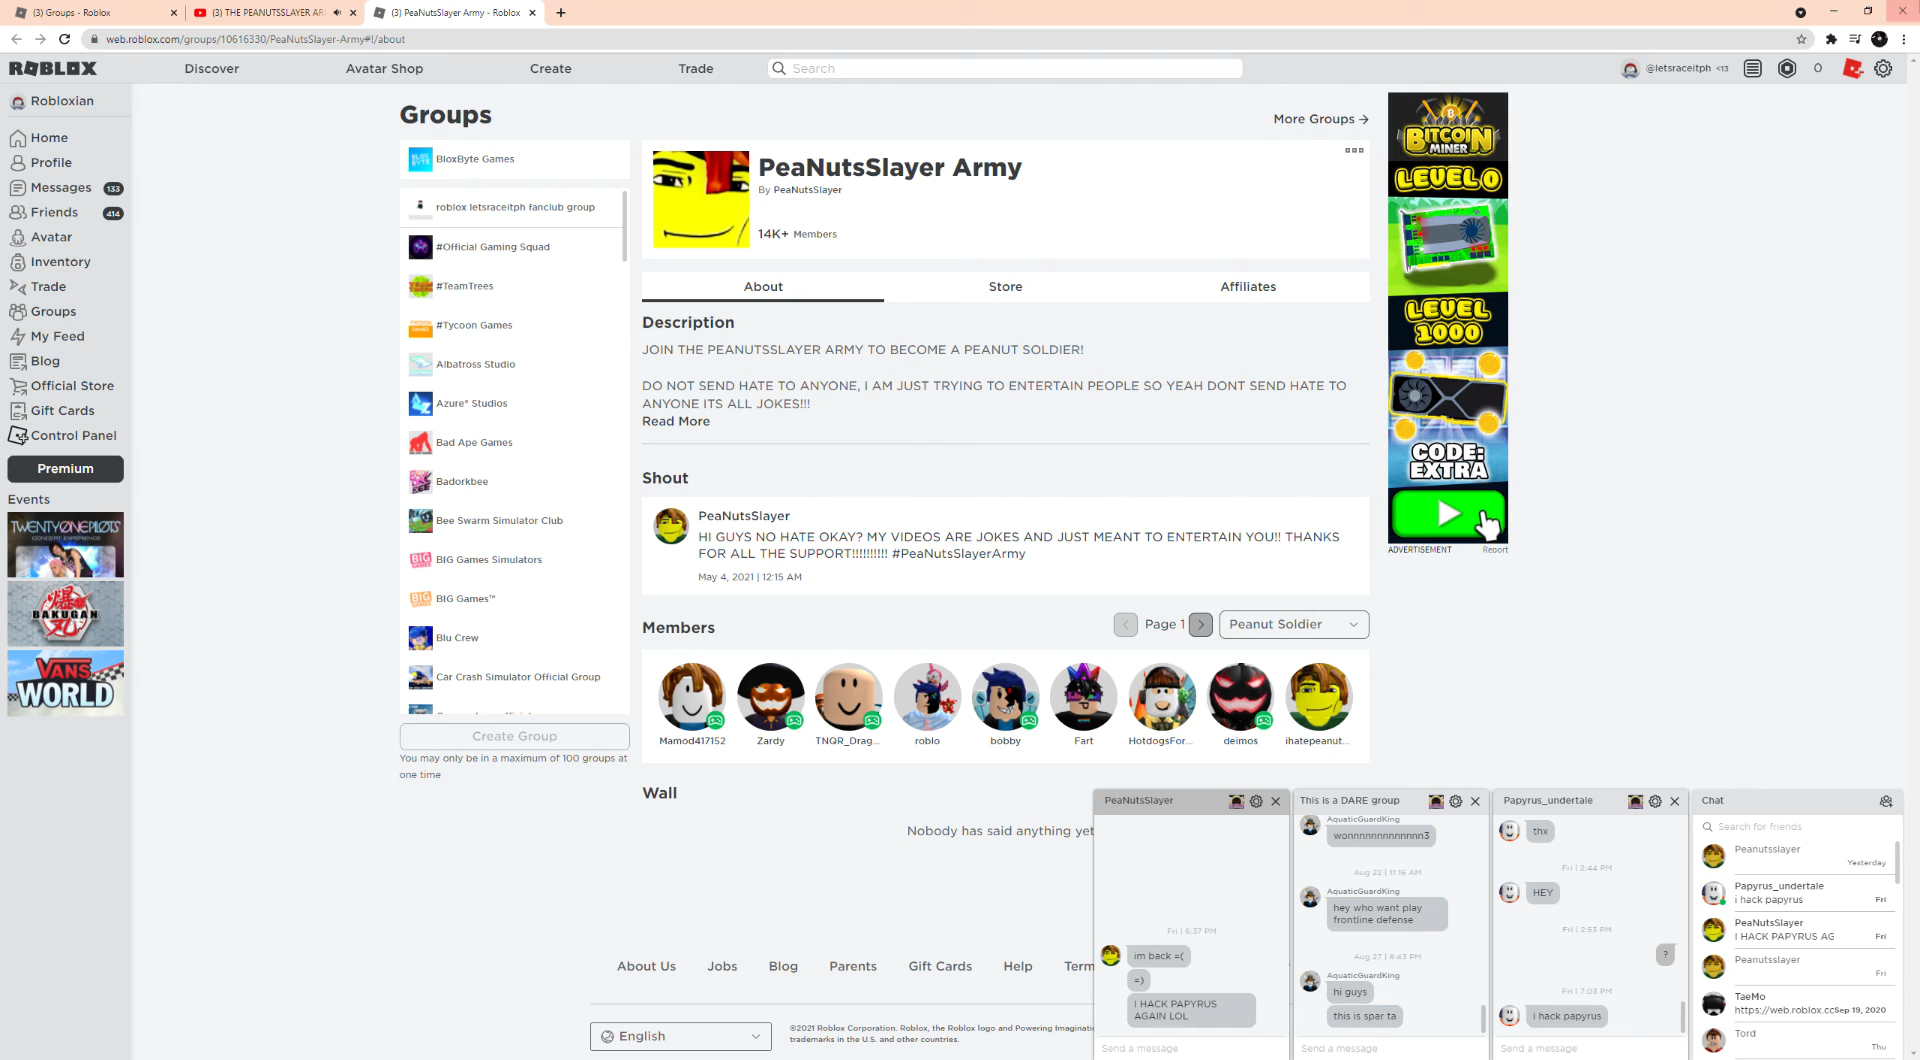 (3) Groups - Roblox
(3) THE PEANUTSSLAYER AR
(3) PeaNutsSlayer Army - Roblox
web.roblox.com/groups/10616330/PeaNutsSlayer-Army#!/about
ROBLOX
Discover
Avatar Shop
Create
Trade
Search
@letsraceitph <13
0
Robloxian
Home
Profile
Messages 133
Friends 414
Avatar
Inventory
Trade
Groups
My Feed
Blog
Official Store
Gift Cards
Control Panel
Premium
Events
TWENTY ONE PILOTS
CONCERT EXPERIENCE
BAKUGAN
VANS
WORLD
Groups
More Groups →
BloxByte Games
roblox letsraceitph fanclub group
#Official Gaming Squad
#TeamTrees
#Tycoon Games
Albatross Studio
Azure° Studios
Bad Ape Games
Badorkbee
Bee Swarm Simulator Club
BIG Games Simulators
BIG Games™
Blu Crew
Car Crash Simulator Official Group
Create Group
You may only be in a maximum of 100 groups at
one time
PeaNutsSlayer Army
By PeaNutsSlayer
14K+ Members
About
Store
Affiliates
Description
JOIN THE PEANUTSSLAYER ARMY TO BECOME A PEANUT SOLDIER!
DO NOT SEND HATE TO ANYONE, I AM JUST TRYING TO ENTERTAIN PEOPLE SO YEAH DONT SEND HATE TO
ANYONE ITS ALL JOKES!!!
Read More
Shout
PeaNutsSlayer
HI GUYS NO HATE OKAY? MY VIDEOS ARE JOKES AND JUST MEANT TO ENTERTAIN YOU!! THANKS
FOR ALL THE SUPPORT!!!!!!!!!! #PeaNutsSlayerArmy
May 4, 2021 | 12:15 AM
Members
Page 1
Peanut Soldier
Mamod417152
Zardy
TNQR_Drag...
roblo
bobby
Fart
HotdogsFor...
deimos
ihatepeanut...
Wall
Nobody has said anything yet
BITCOIN
MINER
LEVEL 0
LEVEL
1000
CODE:
EXTRA
ADVERTISEMENT
Report
About Us
Jobs
Blog
Parents
Gift Cards
Help
Term
English
©2021 Roblox Corporation. Roblox, the Roblox logo and Powering Imaginatio
trademarks in the U.S. and other countries.
PeaNutsSlayer
Fri | 6:37 PM
im back =(
=)
I HACK PAPYRUS
AGAIN LOL
Send a message
This is a DARE group
AquaticGuardKing
wonnnnnnnnnnnnn3
Aug 22 | 11:16 AM
AquaticGuardKing
hey who want play
frontline defense
Aug 27 | 8:43 PM
AquaticGuardKing
hi guys
this is spar ta
Send a message
Papyrus_undertale
thx
Fri | 2:44 PM
HEY
Fri | 2:53 PM
?
Fri | 7:03 PM
i hack papyrus
Send a message
Chat
Search for friends
Peanutsslayer
Yesterday
Papyrus_undertale
i hack papyrus
Fri
PeaNutsSlayer
I HACK PAPYRUS AG
Fri
Peanutsslayer
Fri
TaeMo
https://web.roblox.cc Sep 19, 2020
Tord
Thu